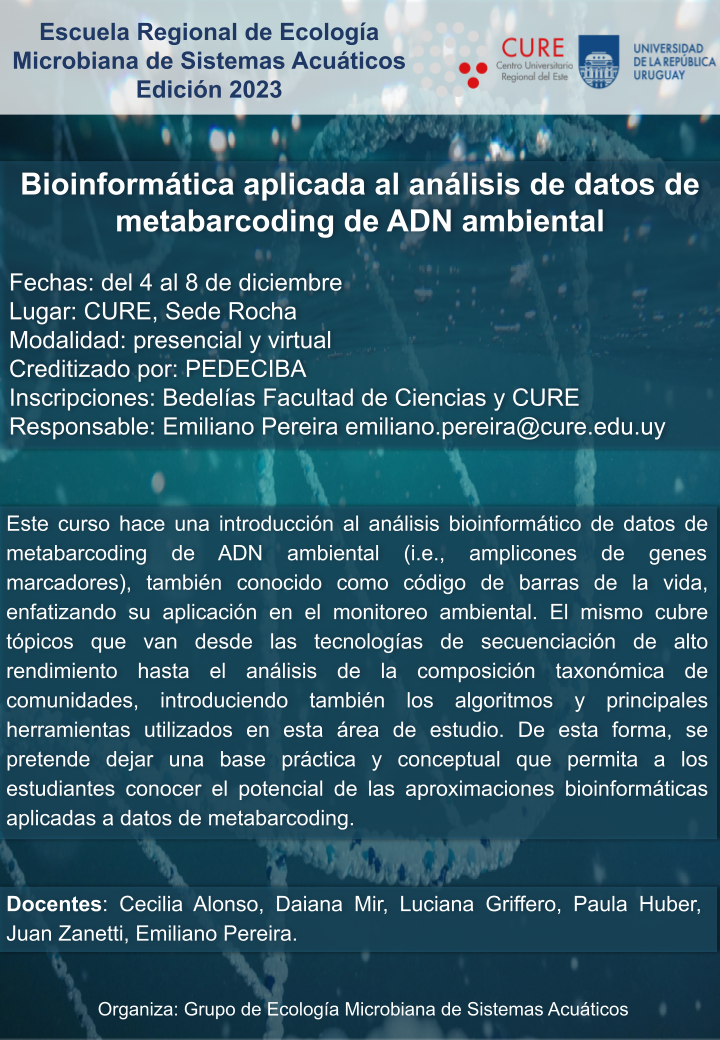 Escuela Regional de Ecología
Microbiana de Sistemas Acuáticos
Edición 2023
CURE
Centro Universitario
Regional del Este
UNIVERSIDAD
DE LA REPÚBLICA
URUGUAY
Bioinformática aplicada al análisis de datos de
metabarcoding de ADN ambiental
Fechas: del 4 al 8 de diciembre
Lugar: CURE, Sede Rocha
Modalidad: presencial y virtual
Creditizado por: PEDECIBA
Inscripciones: Bedelías Facultad de Ciencias y CURE
Responsable: Emiliano Pereira emiliano.pereira@cure.edu.uy
Este curso hace una introducción al análisis bioinformático de datos de
metabarcoding de ADN ambiental (i.e., amplicones de genes
marcadores), también conocido como código de barras de la vida,
enfatizando su aplicación en el monitoreo ambiental. El mismo cubre
tópicos que van desde las tecnologías de secuenciación de alto
rendimiento hasta el análisis de la composición taxonómica de
comunidades, introduciendo también los algoritmos y principales
herramientas utilizados en esta área de estudio. De esta forma, se
pretende dejar una base práctica y conceptual que permita a los
estudiantes conocer el potencial de las aproximaciones bioinformáticas
aplicadas a datos de metabarcoding.
Docentes: Cecilia Alonso, Daiana Mir, Luciana Griffero, Paula Huber,
Juan Zanetti, Emiliano Pereira.
Organiza: Grupo de Ecología Microbiana de Sistemas Acuáticos